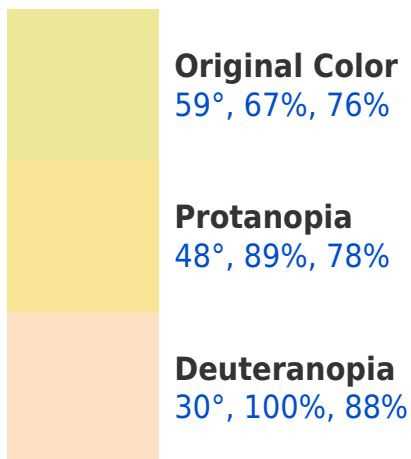 Original Color
59°, 67%, 76%
Protanopia
48°, 89%, 78%
Deuteranopia
30°, 100%, 88%